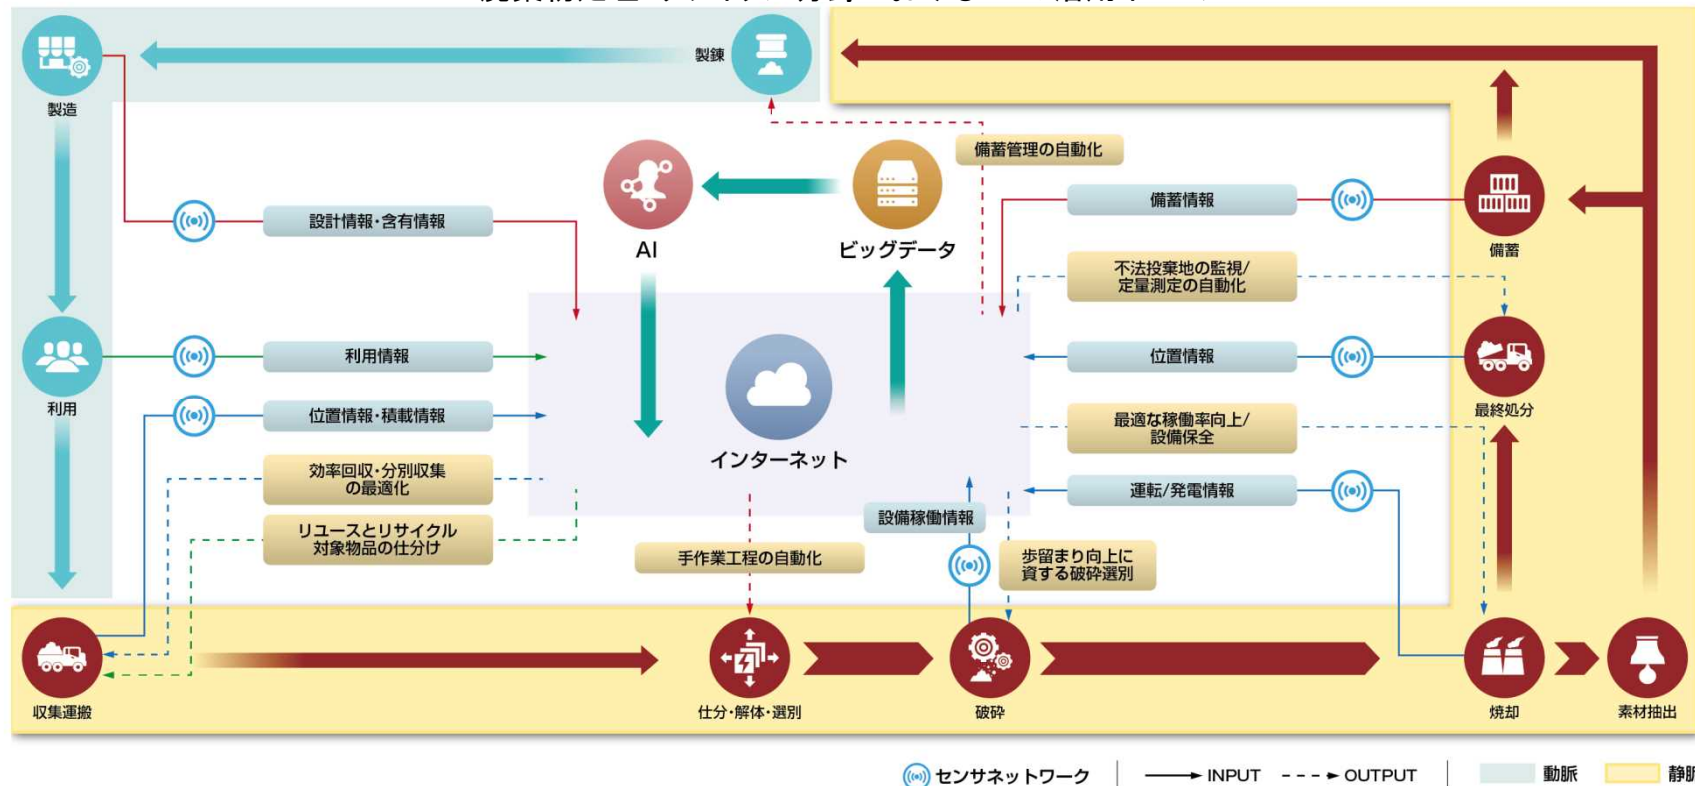 製錬
製造
備蓄管理の自動化
設計情報・含有情報
AI
ビッグデータ
備蓄情報
備蓄
不法投棄地の監視/
定量測定の自動化
利用情報
位置情報
利用
最終処分
位置情報・積載情報
最適な稼働率向上/
設備保全
インターネット
効率回収・分別収集
の最適化
運転/発電情報
設備稼働情報
リユースとリサイクル
対象物品の仕分け
手作業工程の自動化
歩留まり向上に
資する破砕選別
収集運搬
仕分・解体・選別
破砕
焼却
素材抽出
センサネットワーク
INPUT
OUTPUT
動脈